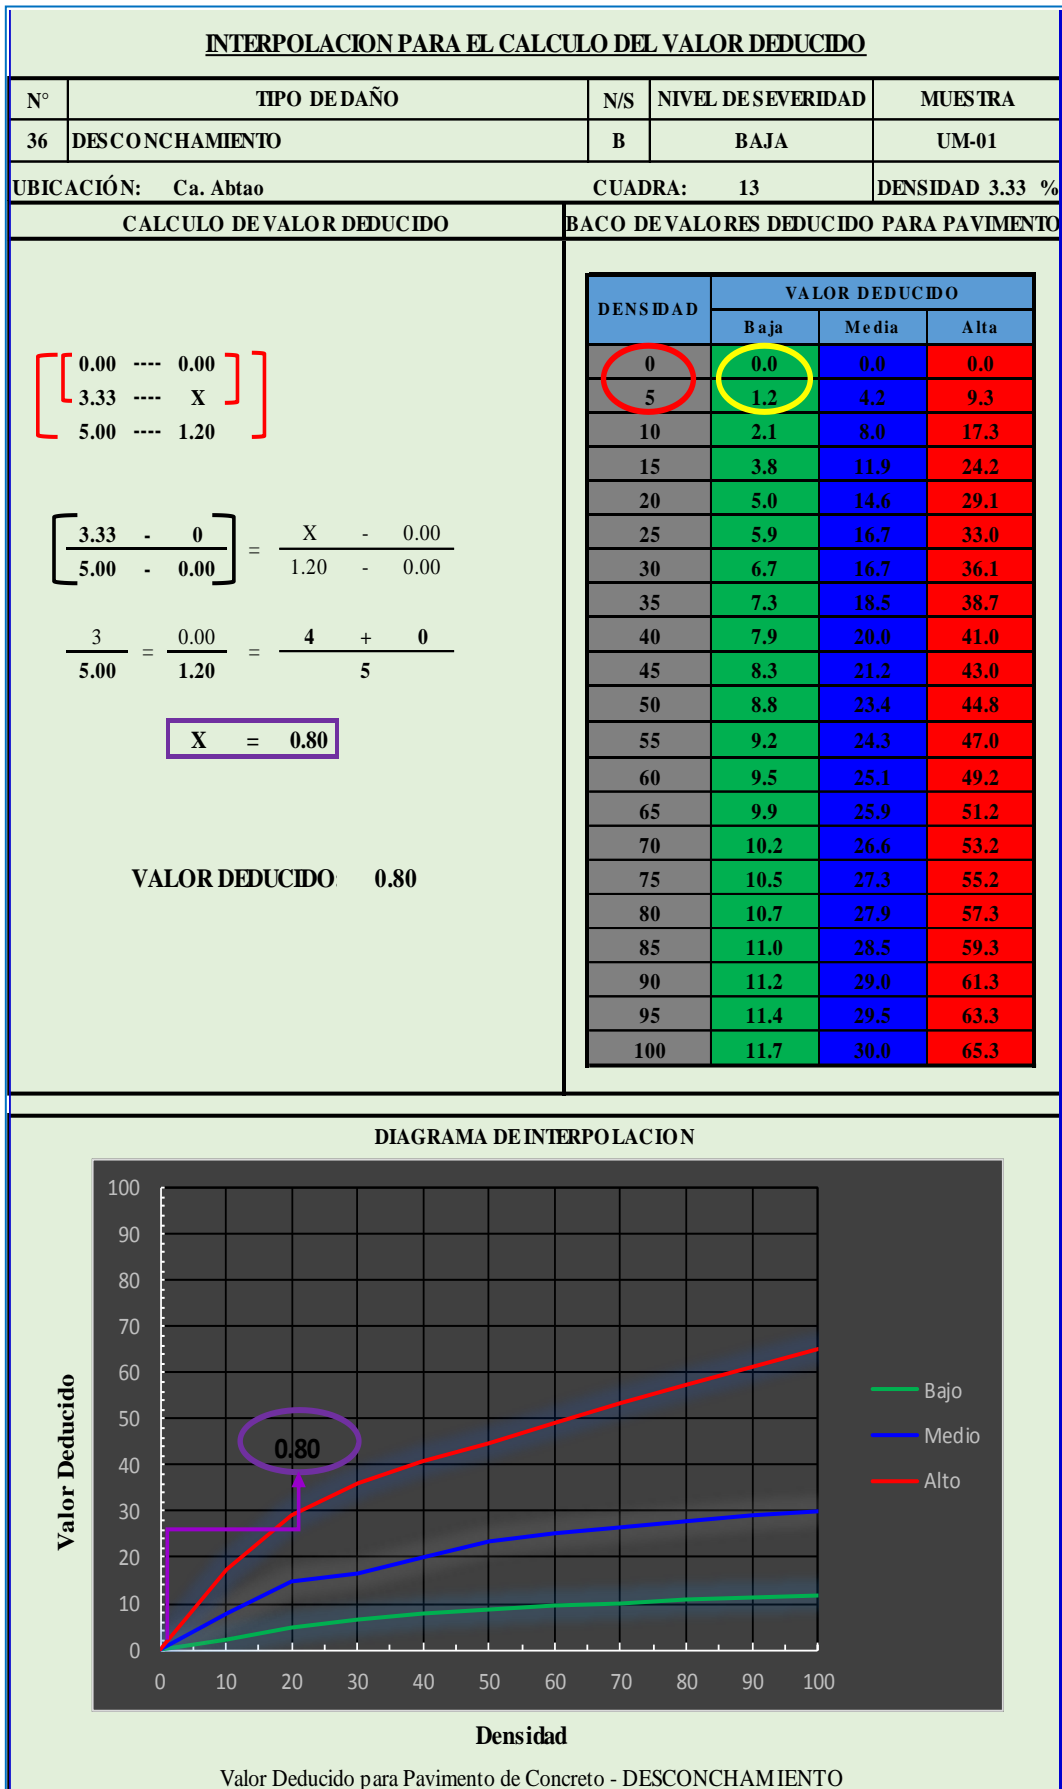 INTERPOLACION PARA EL CALCULO DEL VALOR DEDUCIDO
N° TIPO DE DAÑO N/S NIVEL DE SEVERIDAD MUESTRA
36 DESCONCHAMIENTO B BAJA UM-01
UBICACIÓN: Ca. Abtao CUADRA: 13 DENSIDAD 3.33 %
CALCULO DE VALOR DEDUCIDO
0.00 ---- 0.00
3.33 ---- X
5.00 ---- 1.20
3.33 - 0 = X - 0.00
5.00 - 0.00 1.20 - 0.00
3 = 0.00 = 4 + 0
5.00 1.20 5
X = 0.80
VALOR DEDUCIDO: 0.80
BACO DE VALORES DEDUCIDO PARA PAVIMENTO
DENSIDAD VALOR DEDUCIDO
Baja Media Alta
0 0.0 0.0 0.0
5 1.2 4.2 9.3
10 2.1 8.0 17.3
15 3.8 11.9 24.2
20 5.0 14.6 29.1
25 5.9 16.7 33.0
30 6.7 16.7 36.1
35 7.3 18.5 38.7
40 7.9 20.0 41.0
45 8.3 21.2 43.0
50 8.8 23.4 44.8
55 9.2 24.3 47.0
60 9.5 25.1 49.2
65 9.9 25.9 51.2
70 10.2 26.6 53.2
75 10.5 27.3 55.2
80 10.7 27.9 57.3
85 11.0 28.5 59.3
90 11.2 29.0 61.3
95 11.4 29.5 63.3
100 11.7 30.0 65.3
DIAGRAMA DE INTERPOLACION
Valor Deducido
100
90
80
70
60
50
40
30
20
10
0
0.80
Bajo
Medio
Alto
0 10 20 30 40 50 60 70 80 90 100
Densidad
Valor Deducido para Pavimento de Concreto - DESCONCHAMIENTO